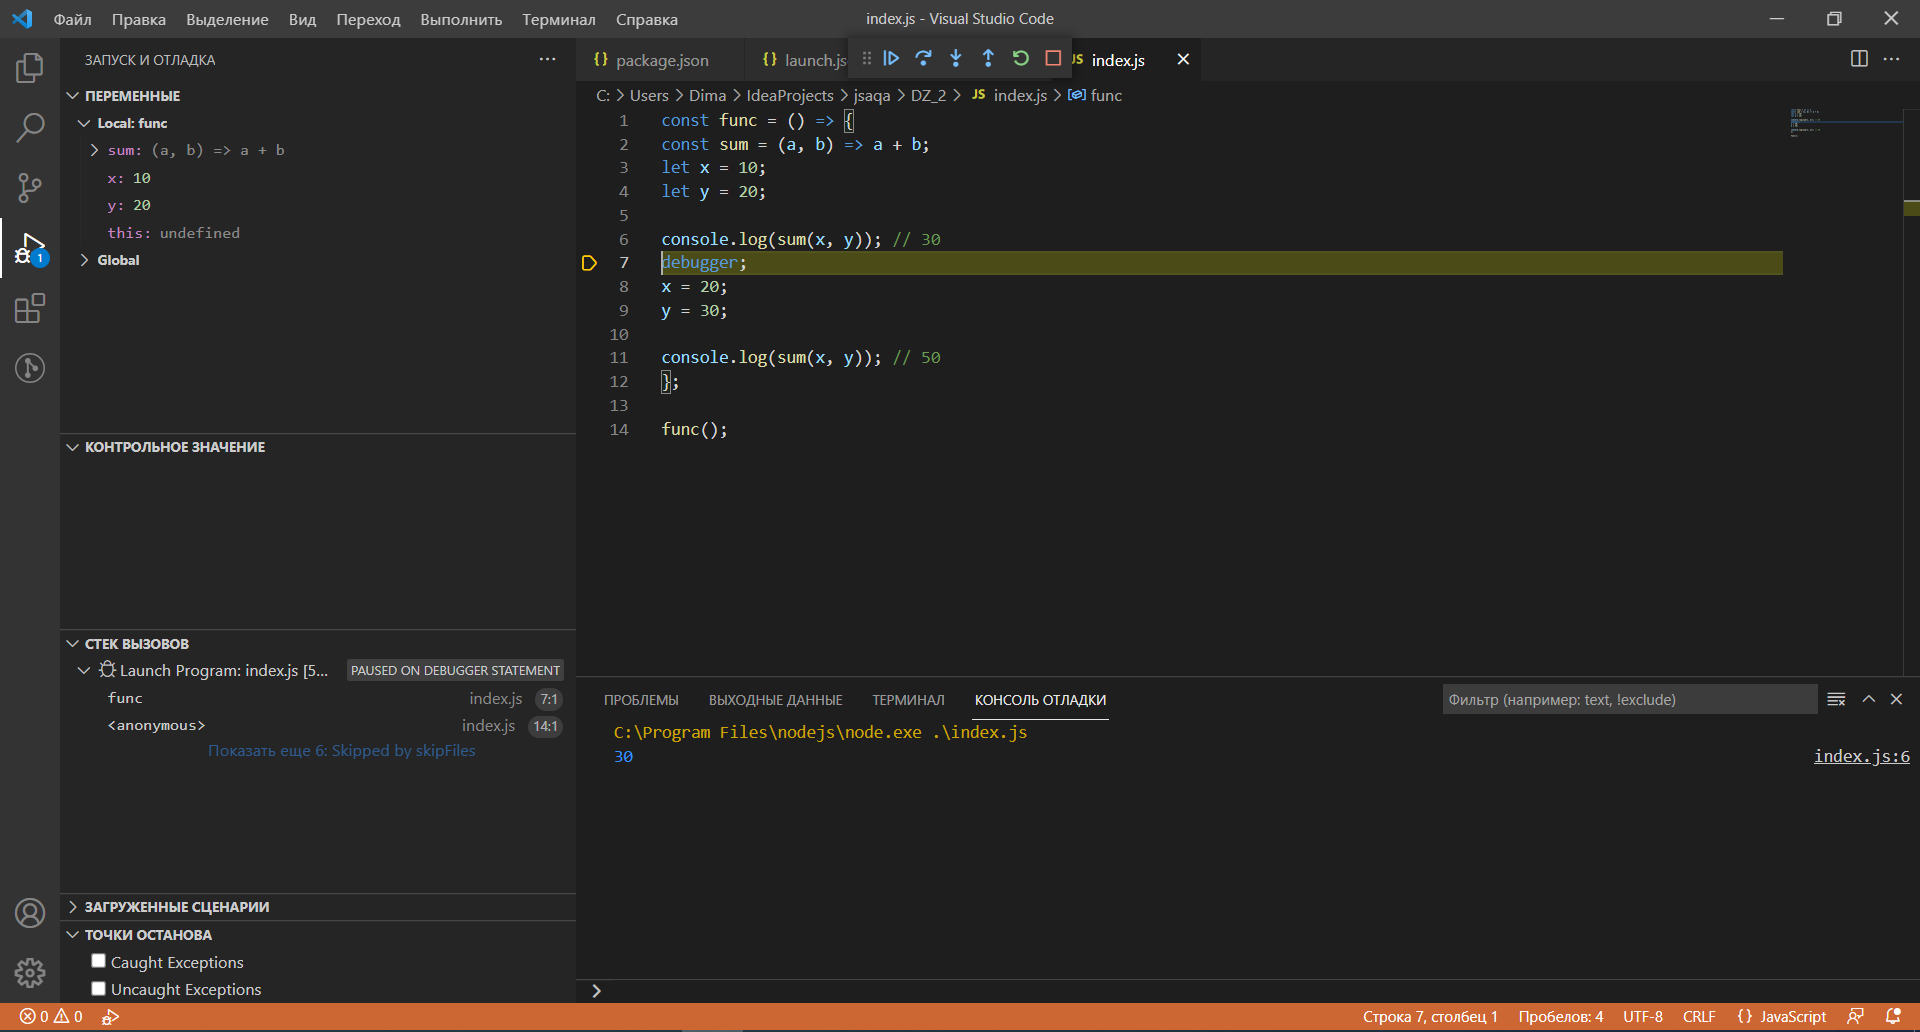 Файл Правка Выделение Вид Переход Выполнить Терминал Справка
index.js - Visual Studio Code
ЗАПУСК И ОТЛАДКА
ПЕРЕМЕННЫЕ
Local: func
sum: (a, b) => a + b
x: 10
y: 20
this: undefined
Global
КОНТРОЛЬНОЕ ЗНАЧЕНИЕ
СТЕК ВЫЗОВОВ
Launch Program: index.js [5... PAUSED ON DEBUGGER STATEMENT
func index.js 7:1
<anonymous> index.js 14:1
Показать еще 6: Skipped by skipFiles
ЗАГРУЖЕННЫЕ СЦЕНАРИИ
ТОЧКИ ОСТАНОВА
Caught Exceptions
Uncaught Exceptions
1
{} package.json {} launch.js JS index.js
C: > Users > Dima > IdeaProjects > jsaqa > DZ_2 > JS index.js > func
1 const func = () => {
2 const sum = (a, b) => a + b;
3 let x = 10;
4 let y = 20;
5
6 console.log(sum(x, y)); // 30
7 debugger;
8 x = 20;
9 y = 30;
10
11 console.log(sum(x, y)); // 50
12 };
13
14 func();
ПРОБЛЕМЫ ВЫХОДНЫЕ ДАННЫЕ ТЕРМИНАЛ КОНСОЛЬ ОТЛАДКИ Фильтр (например: text, !exclude)
C:\Program Files\nodejs\node.exe .\index.js
30 index.js:6
0 0 Строка 7, столбец 1 Пробелов: 4 UTF-8 CRLF {} JavaScript